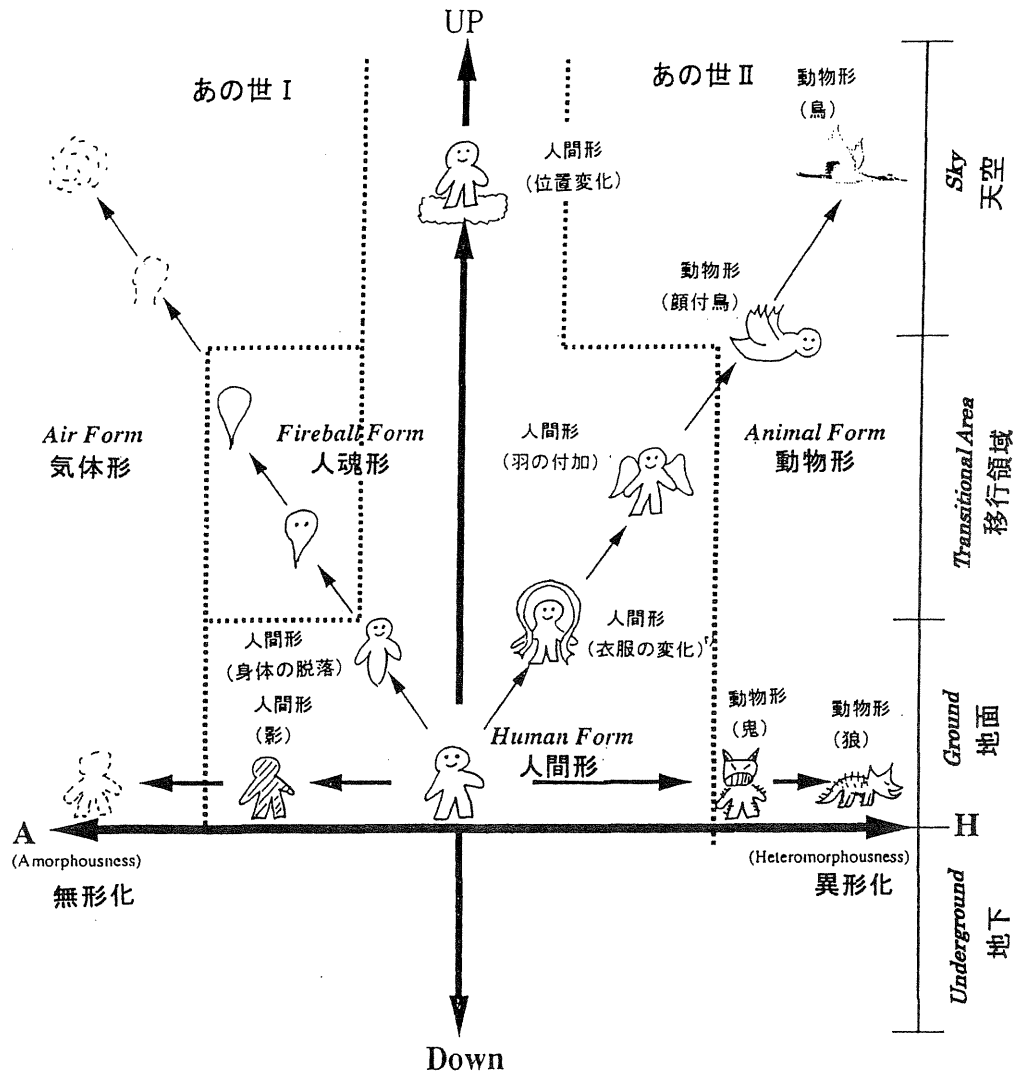 UP
あの世Ⅰ
あの世Ⅱ
動物形
(鳥)
人間形
(位置変化)
動物形
(顔付鳥)
Sky
天空
Air Form
気体形
Fireball Form
人魂形
人間形
(羽の付加)
Animal Form
動物形
Transitional Area
移行領域
人間形
(身体の脱落)
人間形
(衣服の変化)
人間形
(影)
Human Form
人間形
動物形
(鬼)
動物形
(狼)
Ground
地面
A
(Amorphousness)
無形化
H
(Heteromorphousness)
異形化
Underground
地下
Down